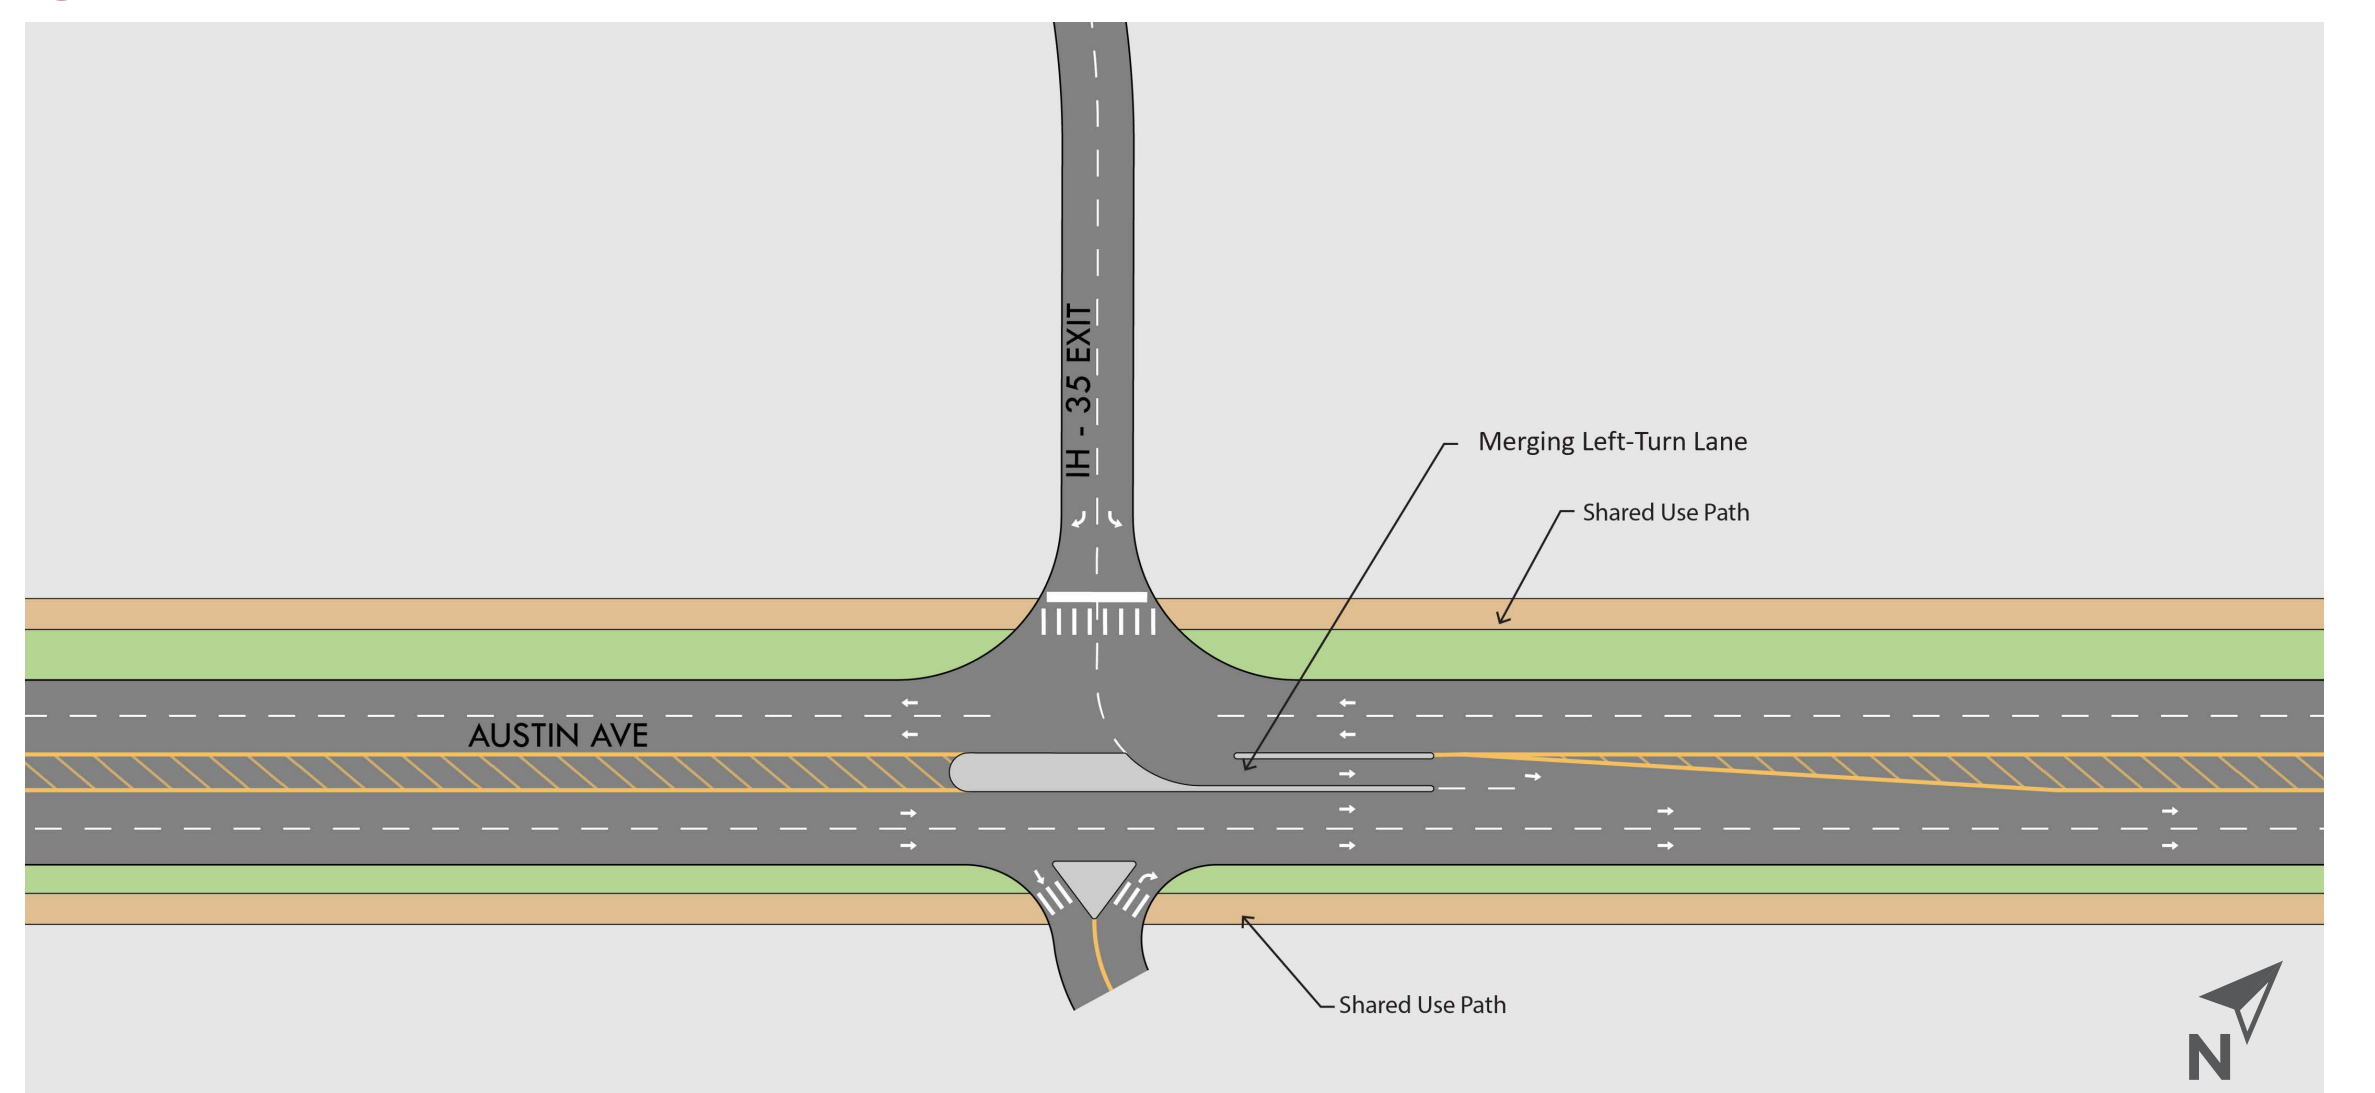 IH - 35 EXIT
Merging Left-Turn Lane
Shared Use Path
AUSTIN AVE
Shared Use Path
N